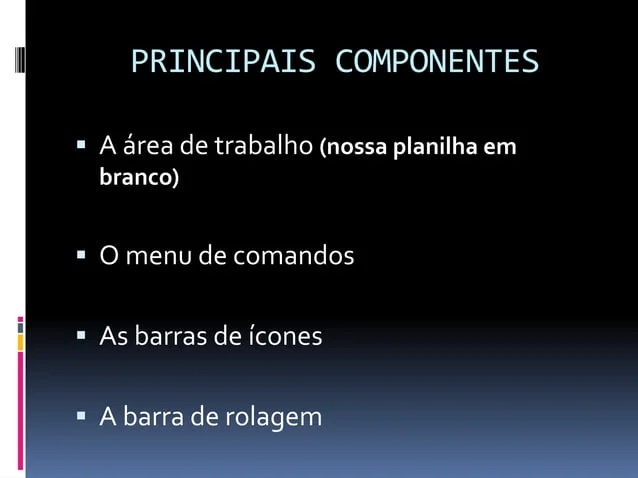 PRINCIPAIS COMPONENTES
▪ A área de trabalho (nossa planilha em
branco)
▪ O menu de comandos
▪ As barras de ícones
▪ A barra de rolagem